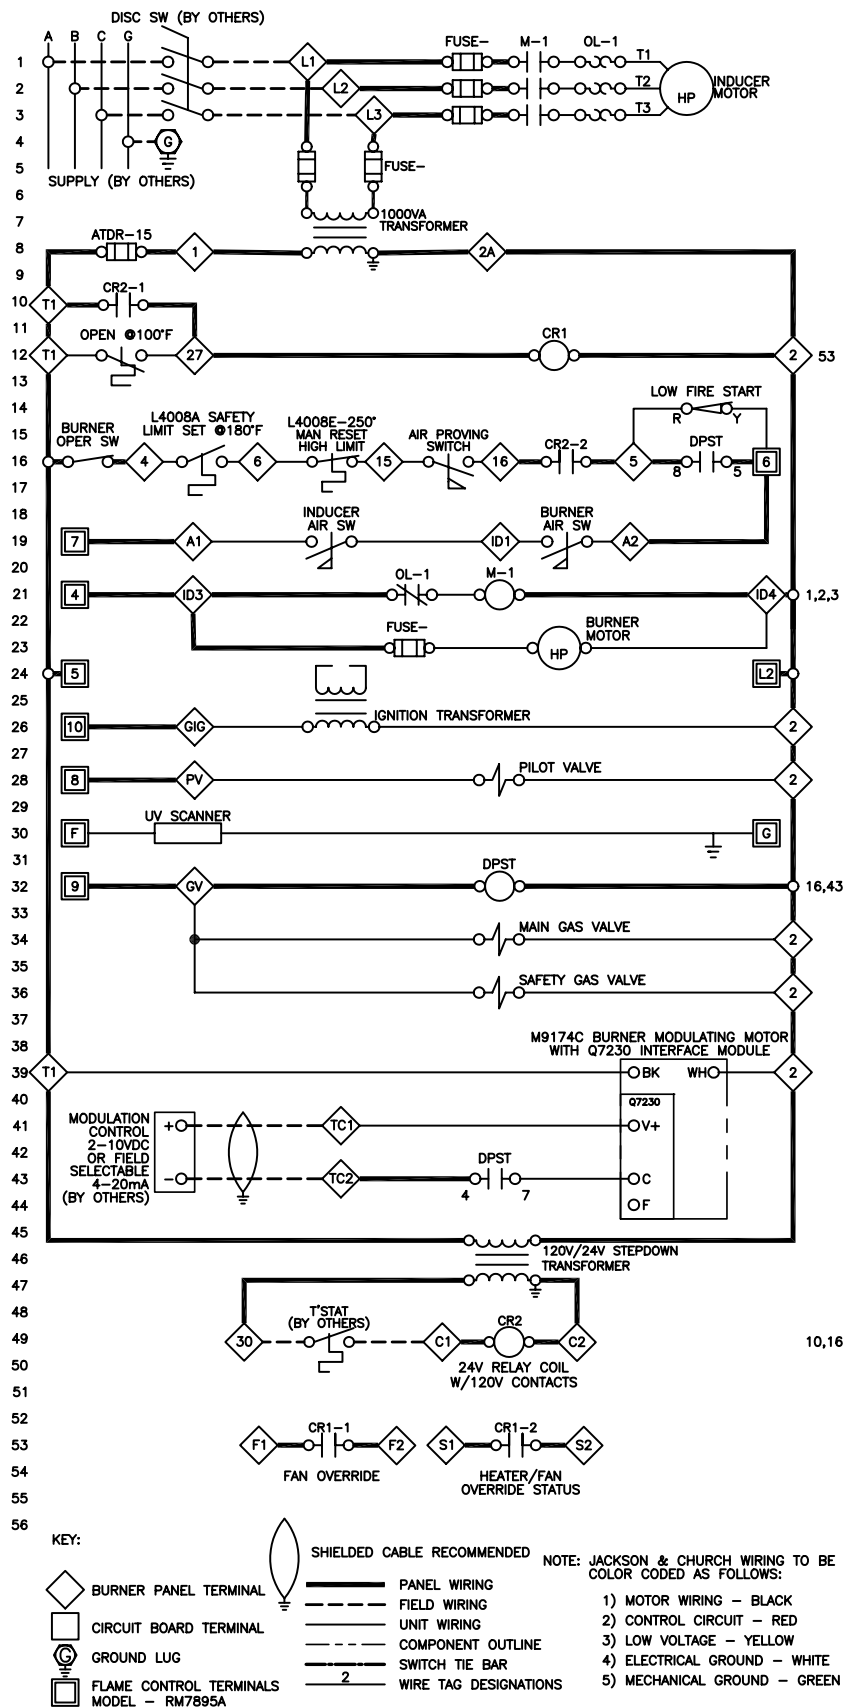 DISC SW (BY OTHERS)
A B C G
FUSE- M-1 OL-1
1 L1 T1
INDUCER
MOTOR
2 L2 T2 HP
3 L3 T3
4 G
5 FUSE-
SUPPLY (BY OTHERS)
6
7 1000VA
TRANSFORMER
ATDR-15
8 1 2A
9
CR2-1
10 T1
11 OPEN @100°F CR1
12 T1 27 2 53
13
LOW FIRE START
14 R Y
BURNER
OPER SW
L4008A SAFETY
LIMIT SET @180°F
L4008E-250°
MAN RESET
HIGH LIMIT
AIR PROVING
SWITCH
CR2-2
DPST
15
16 4 6 15 16 5 8 5 6
17
18
INDUCER
AIR SW
BURNER
AIR SW
19 7 A1 ID1 A2
20
OL-1 M-1
21 4 ID3 ID4 1,2,3
22
FUSE- BURNER
MOTOR
23 HP
24 5 L2
25
IGNITION TRANSFORMER
26 10 GIG 2
27
28 8 PV PILOT VALVE 2
29
UV SCANNER
30 F G
31
DPST
32 9 GV 16,43
33
34 MAIN GAS VALVE 2
35
36 SAFETY GAS VALVE 2
37
38 M9174C BURNER MODULATING MOTOR
WITH Q7230 INTERFACE MODULE
39 T1 BK WH 2
40 Q7230
MODULATION
CONTROL
2-10VDC
OR FIELD
SELECTABLE
4-20mA
(BY OTHERS)
41 + TC1 V+
42
DPST
43 - TC2 4 7 C
44 F
45
120V/24V STEPDOWN
TRANSFORMER
46
47
48
T'STAT
(BY OTHERS)
CR2
49 30 C1 C2 10,16
50 24V RELAY COIL
W/120V CONTACTS
51
52
CR1-1 CR1-2
53 F1 F2 S1 S2
54 FAN OVERRIDE HEATER/FAN
OVERRIDE STATUS
55
56
KEY:
BURNER PANEL TERMINAL
CIRCUIT BOARD TERMINAL
G GROUND LUG
FLAME CONTROL TERMINALS
MODEL - RM7895A
SHIELDED CABLE RECOMMENDED
PANEL WIRING
FIELD WIRING
UNIT WIRING
COMPONENT OUTLINE
SWITCH TIE BAR
2 WIRE TAG DESIGNATIONS
NOTE: JACKSON & CHURCH WIRING TO BE
COLOR CODED AS FOLLOWS:
1) MOTOR WIRING - BLACK
2) CONTROL CIRCUIT - RED
3) LOW VOLTAGE - YELLOW
4) ELECTRICAL GROUND - WHITE
5) MECHANICAL GROUND - GREEN